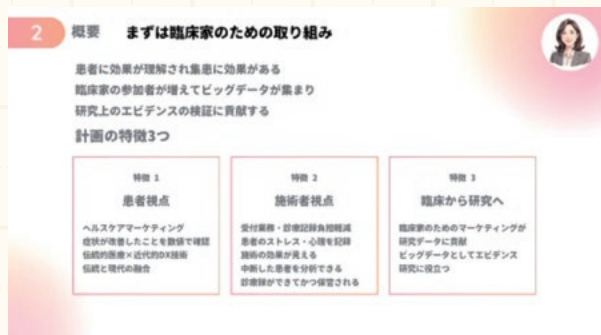 2 概要 まずは臨床家のための取り組み
患者に効果が理解され集患に効果がある
臨床家の参加者が増えてビッグデータが集まり
研究上のエビデンスの検証に貢献する
計画の特徴3つ
特徴 1
患者視点
ヘルスケアマーケティング
症状が改善したことを数値で確認
伝統的医療×近代的DX技術
伝統と現代の融合
特徴 2
施術者視点
受付業務・診療記録負担軽減
患者のストレス・心理を記録
施術の効果が見える
中断した患者を分析できる
診療録ができてかつ保管される
特徴 3
臨床から研究へ
臨床家のためのマーケティングが
研究データに貢献
ビッグデータとしてエビデンス
研究に役立つ